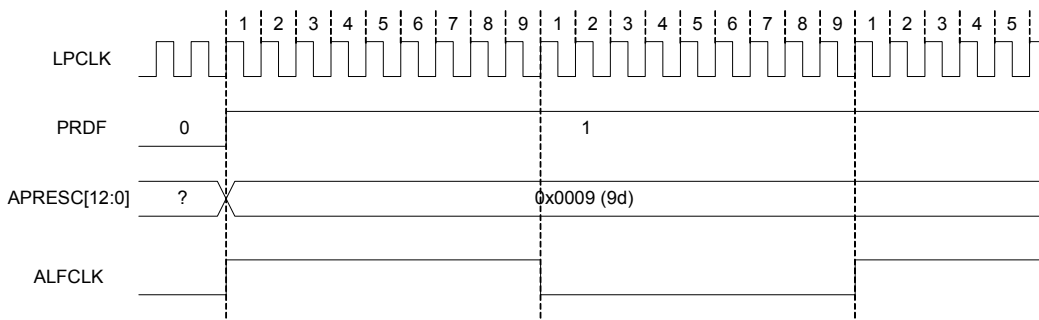 1 2 3 4 5 6 7 8 9 1 2 3 4 5 6 7 8 9 1 2 3 4 5
LPCLK
PRDF 0 1
APRESC[12:0] ? 0x0009 (9d)
ALFCLK